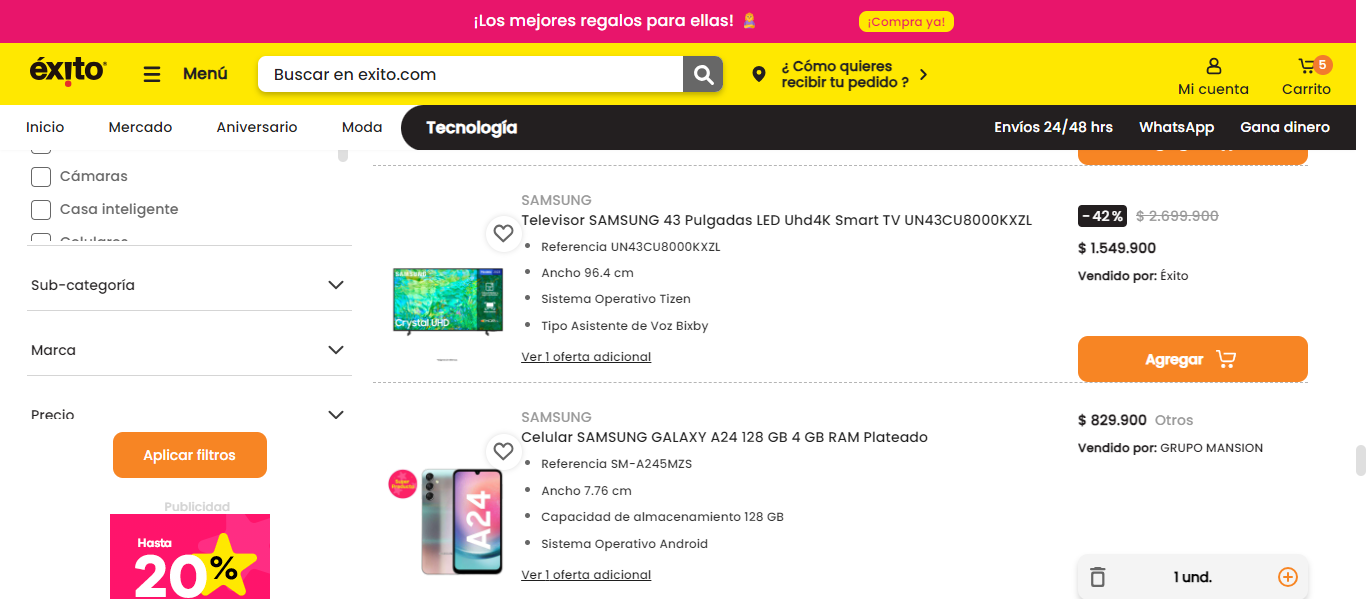 ¡Los mejores regalos para ellas!
¡Compra ya!
éxito
Menú
Buscar en exito.com
¿ Cómo quieres
recibir tu pedido ?
Mi cuenta
5
Carrito
Inicio
Mercado
Aniversario
Moda
Tecnología
Envíos 24/48 hrs
WhatsApp
Gana dinero
Cámaras
Casa inteligente
Celulares
Sub-categoría
Marca
Precio
Aplicar filtros
Publicidad
Hasta
20%
SAMSUNG
Televisor SAMSUNG 43 Pulgadas LED Uhd4K Smart TV UN43CU8000KXZL
Referencia UN43CU8000KXZL
Ancho 96.4 cm
Sistema Operativo Tizen
Tipo Asistente de Voz Bixby
Ver 1 oferta adicional
SAMSUNG
Crystal UHD
-42% $ 2.699.900
$ 1.549.900
Vendido por: Éxito
Agregar
SAMSUNG
Celular SAMSUNG GALAXY A24 128 GB 4 GB RAM Plateado
Referencia SM-A245MZS
Ancho 7.76 cm
Capacidad de almacenamiento 128 GB
Sistema Operativo Android
Ver 1 oferta adicional
A24
$ 829.900 Otros
Vendido por: GRUPO MANSION
1 und.